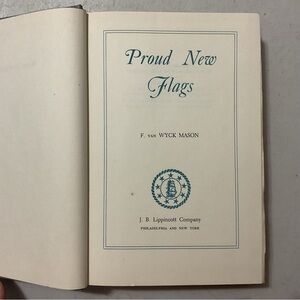 Proud New
Flags
F. VAN WYCK MASON
J. B. Lippincott Company
PHILADELPHIA AND NEW YORK